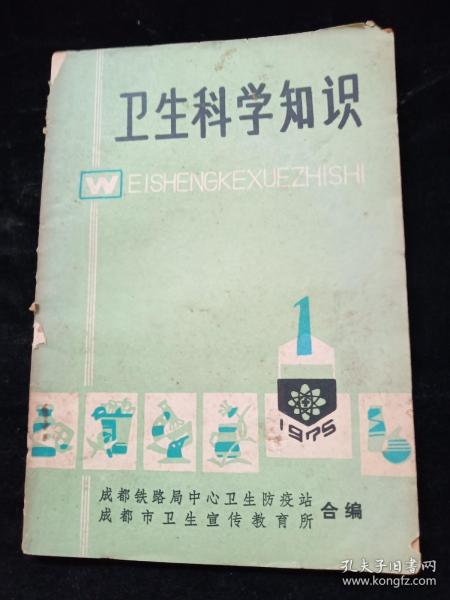 卫生科学知识
WEISHENGKEXUEZHISHI
1
1975
成都铁路局中心卫生防疫站
成都市卫生宣传教育所
合编
孔夫子旧书网
www.kongfz.com